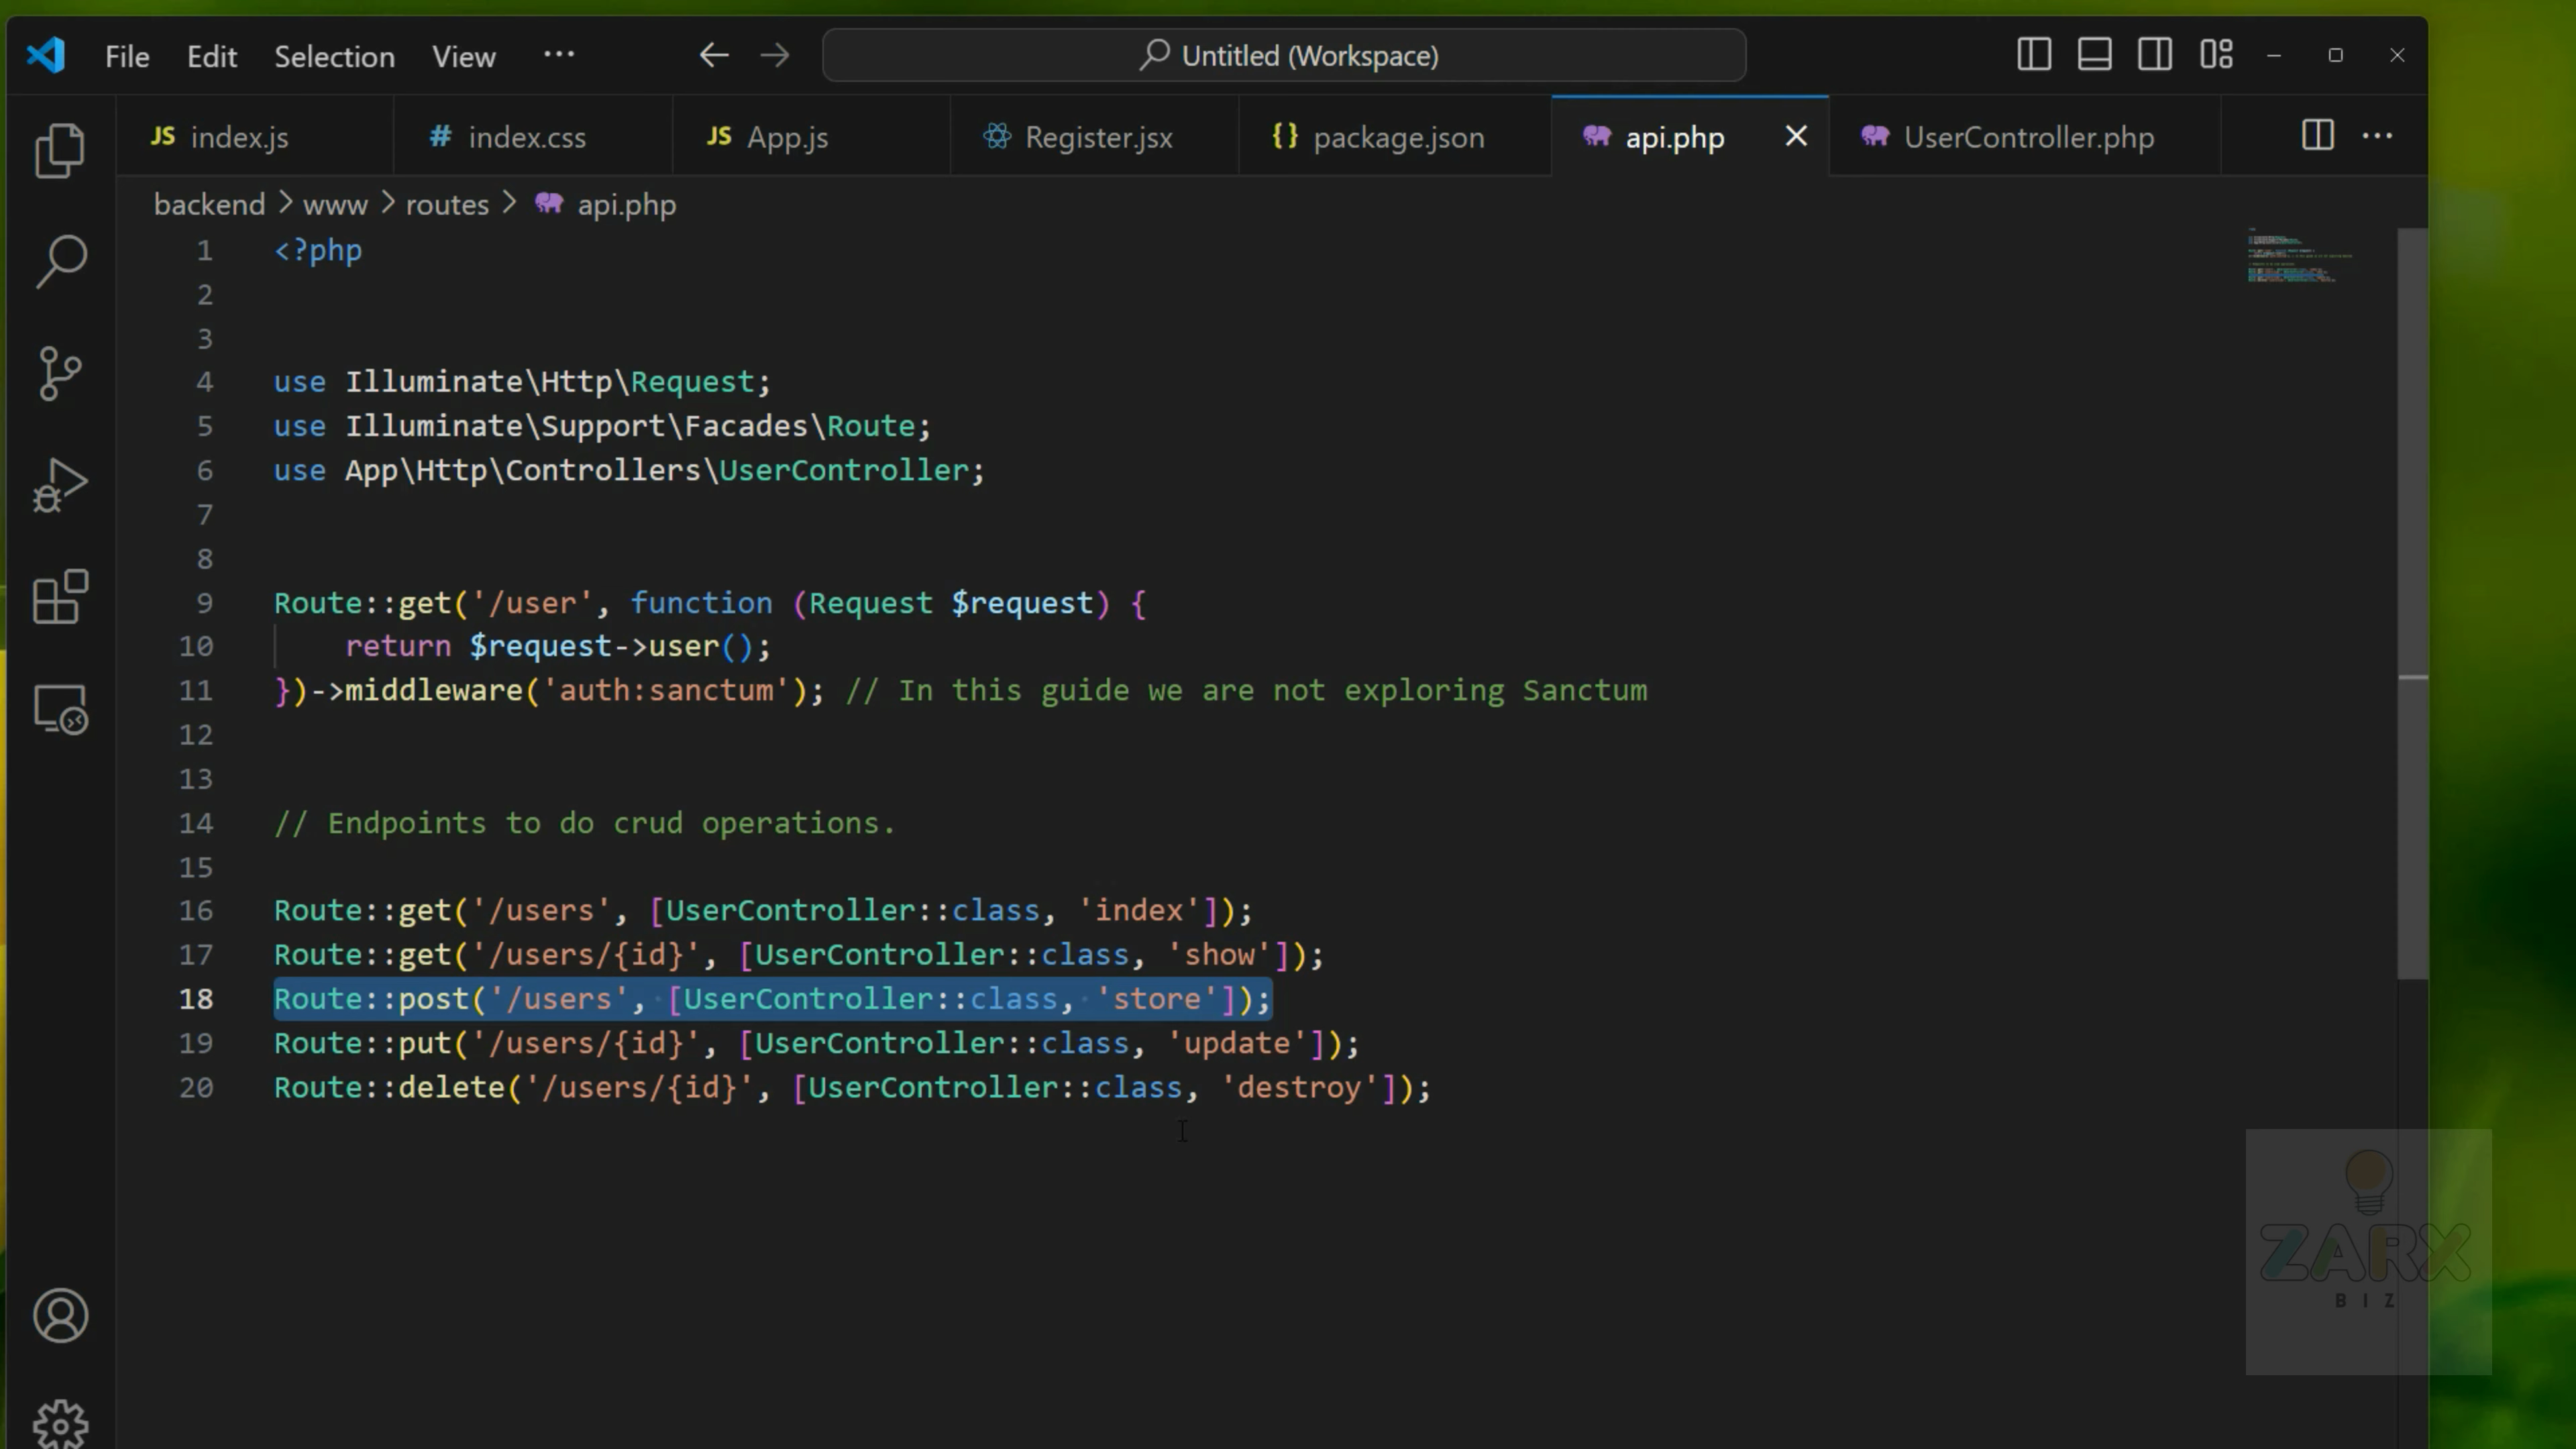 File Edit Selection View ··· Untitled (Workspace)
JS index.js # index.css JS App.js Register.jsx {} package.json api.php UserController.php ···
backend > www > routes > api.php
1 <?php
2
3
4 use Illuminate\Http\Request;
5 use Illuminate\Support\Facades\Route;
6 use App\Http\Controllers\UserController;
7
8
9 Route::get('/user', function (Request $request) {
10     return $request->user();
11 })->middleware('auth:sanctum'); // In this guide we are not exploring Sanctum
12
13
14 // Endpoints to do crud operations.
15
16 Route::get('/users', [UserController::class, 'index']);
17 Route::get('/users/{id}', [UserController::class, 'show']);
18 Route::post('/users', [UserController::class, 'store']);
19 Route::put('/users/{id}', [UserController::class, 'update']);
20 Route::delete('/users/{id}', [UserController::class, 'destroy']);
ZARX
BIZ